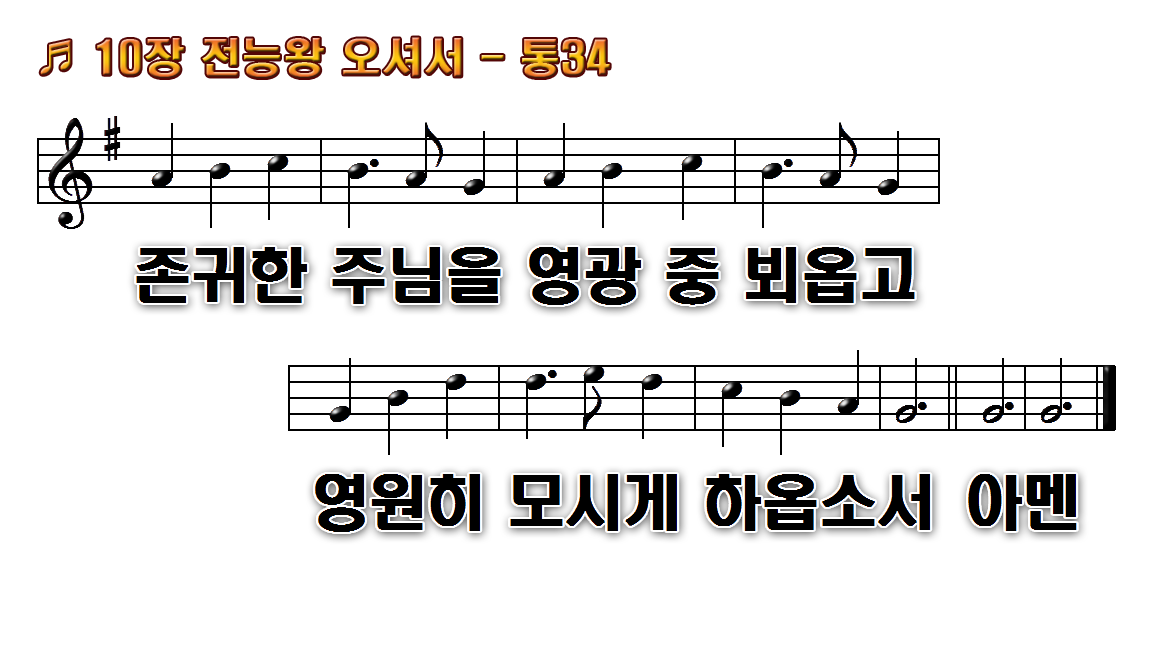 10장 전능왕 오셔서 - 통34
존귀한 주님을 영광 중 뵈옵고
영원히 모시게 하옵소서 아멘